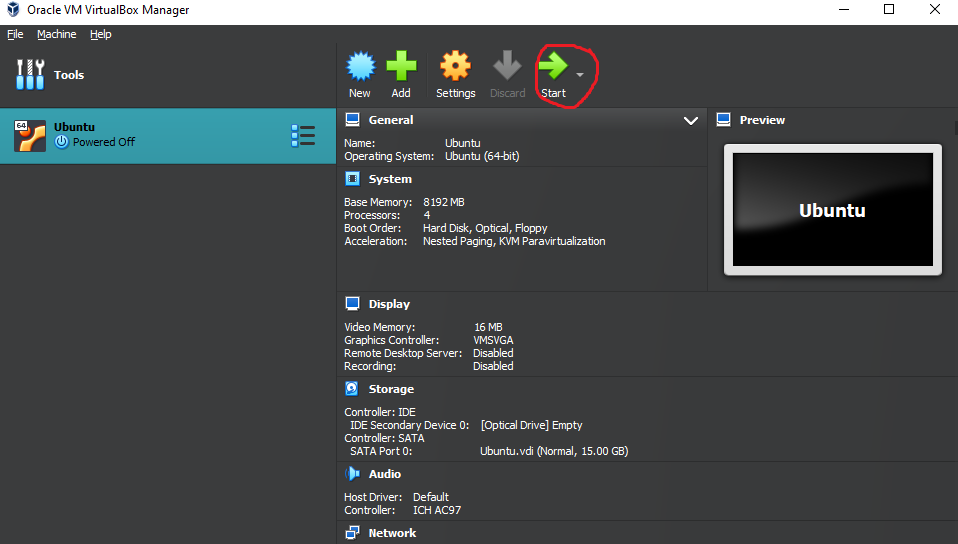 Oracle VM VirtualBox Manager
File Machine Help
Tools
New Add Settings Discard Start
64 Ubuntu
Powered Off
General
Name: Ubuntu
Operating System: Ubuntu (64-bit)
System
Base Memory: 8192 MB
Processors: 4
Boot Order: Hard Disk, Optical, Floppy
Acceleration: Nested Paging, KVM Paravirtualization
Preview
Ubuntu
Display
Video Memory: 16 MB
Graphics Controller: VMSVGA
Remote Desktop Server: Disabled
Recording: Disabled
Storage
Controller: IDE
IDE Secondary Device 0: [Optical Drive] Empty
Controller: SATA
SATA Port 0: Ubuntu.vdi (Normal, 15.00 GB)
Audio
Host Driver: Default
Controller: ICH AC97
Network